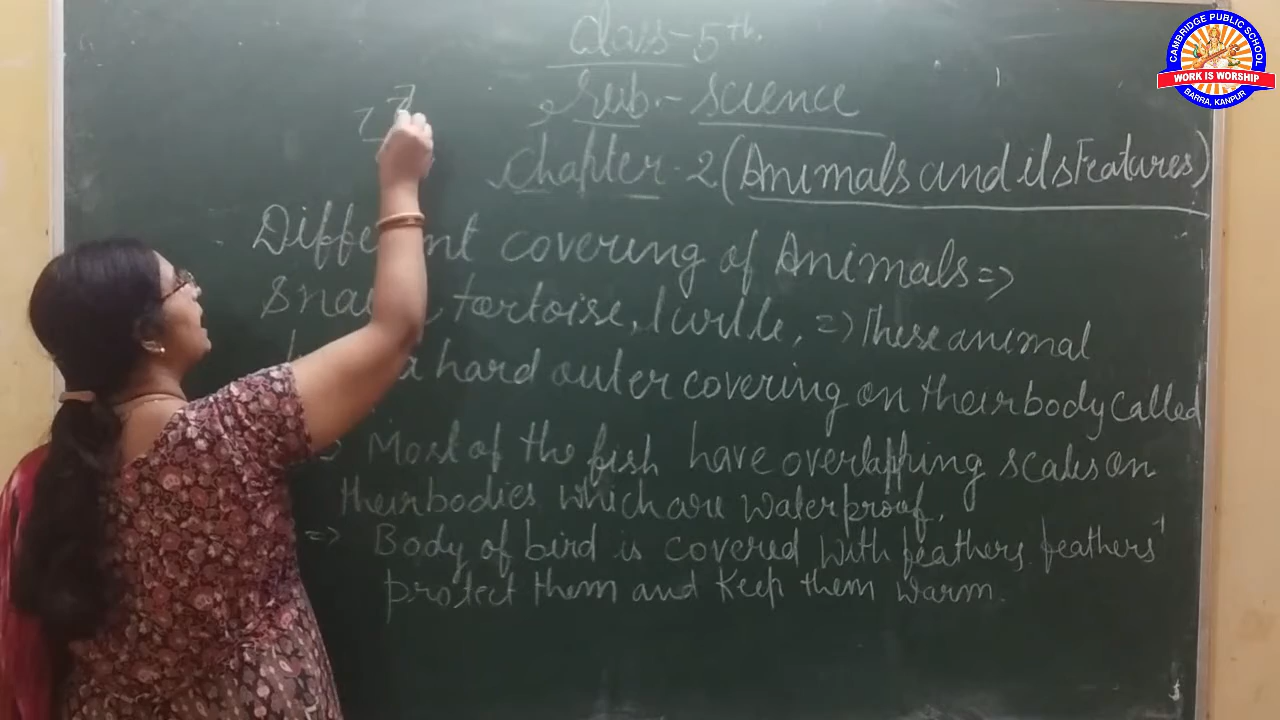 Class - 5th.
Sub. - Science
Chapter - 2 (Animals and its Features)
Different covering of Animals =>
tortoise, turtle, => These animal
a hard outer covering on their body called
Most of the fish have overlapping scales on
their bodies which are waterproof.
=> Body of bird is covered with feathers. feathers
protect them and keep them warm.
CAMBRIDGE PUBLIC SCHOOL
WORK IS WORSHIP
BARRA, KANPUR